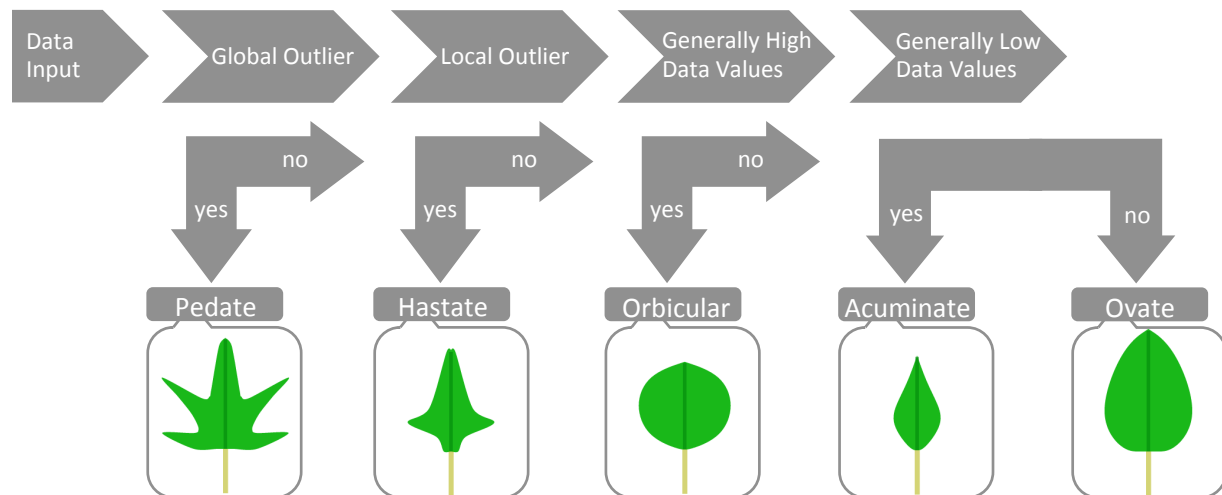 Data
Input
Global Outlier
Local Outlier
Generally High
Data Values
Generally Low
Data Values
no
no
no
yes
yes
yes
yes
no
Pedate
Hastate
Orbicular
Acuminate
Ovate